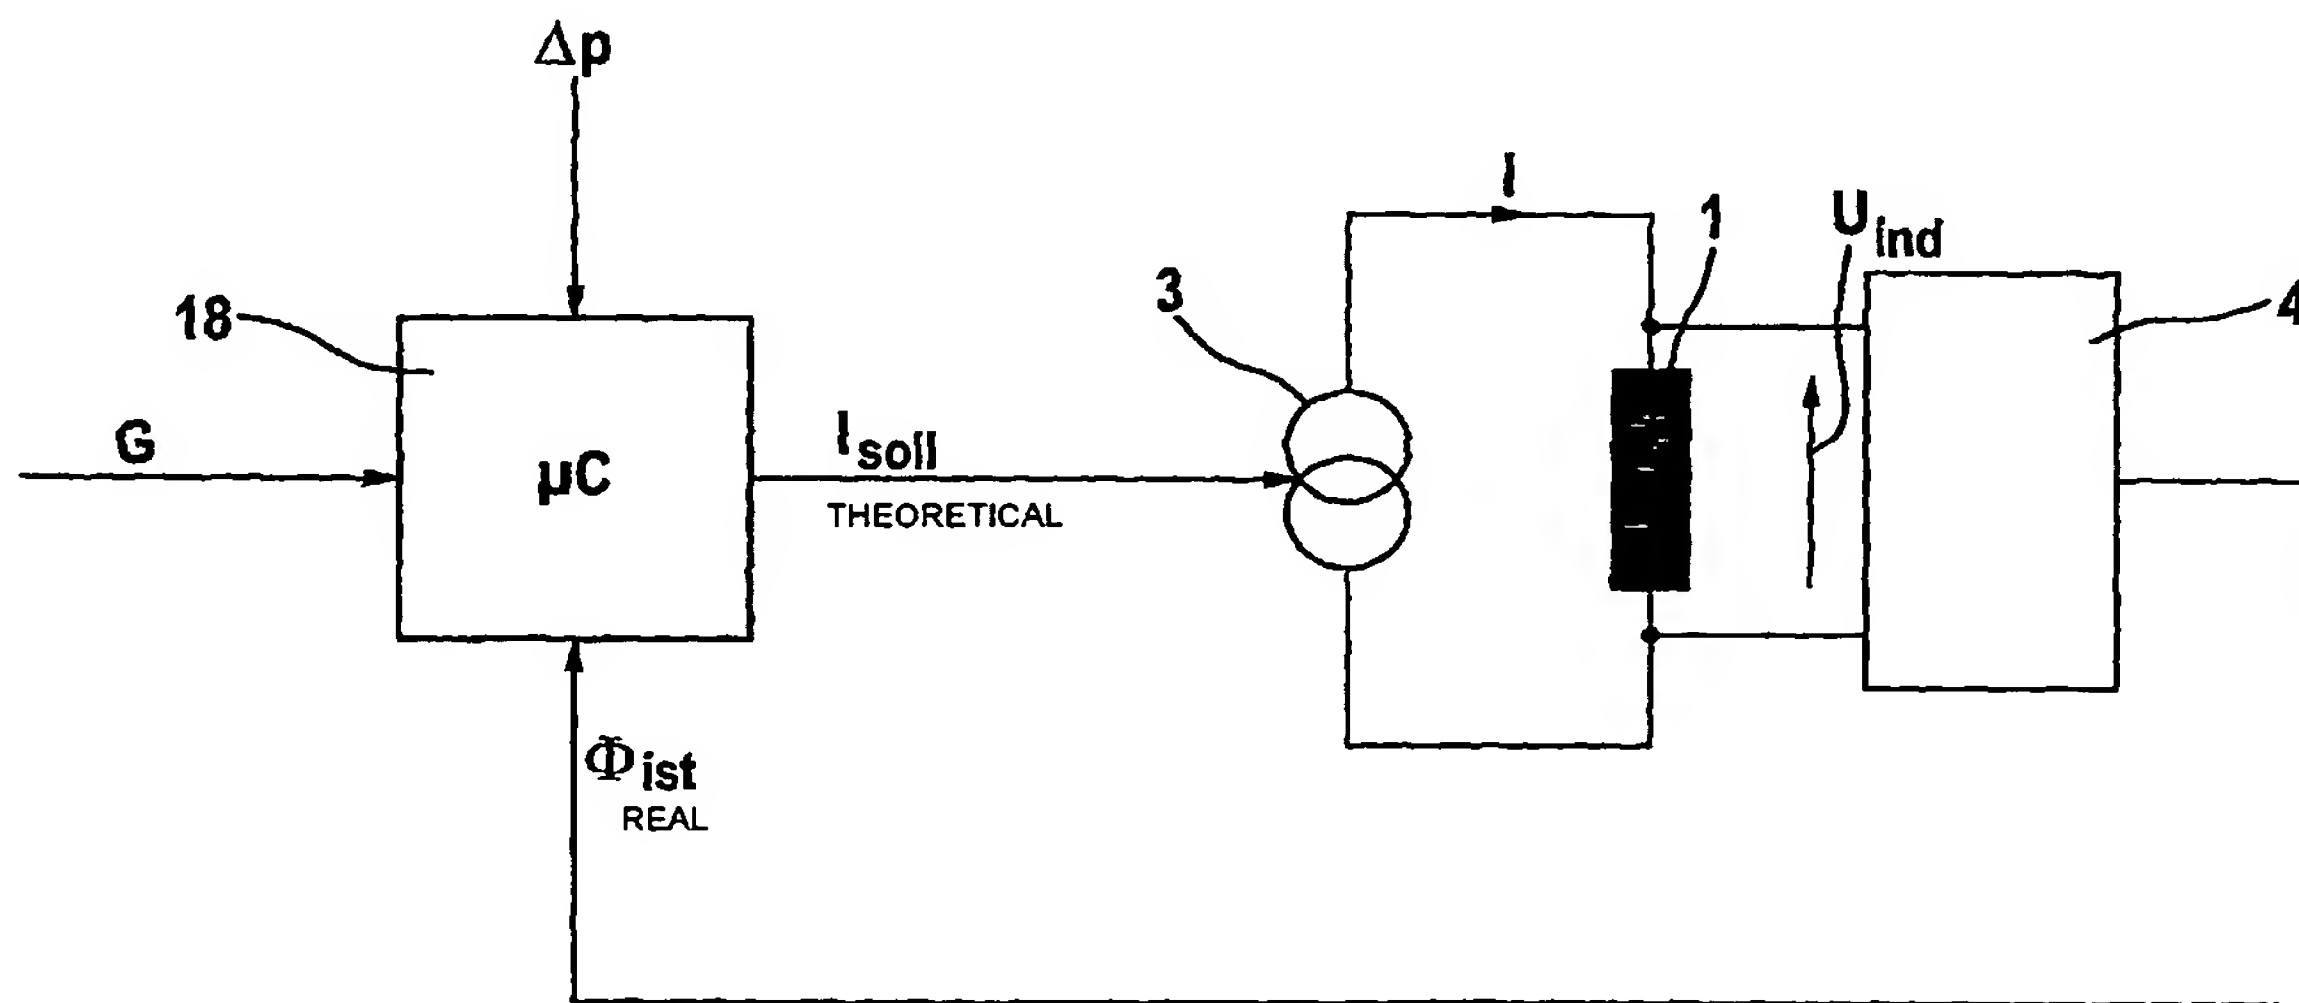 Δp
I
1
U ind
3
4
18
G
I soll
µC
THEORETICAL
Φ ist
REAL